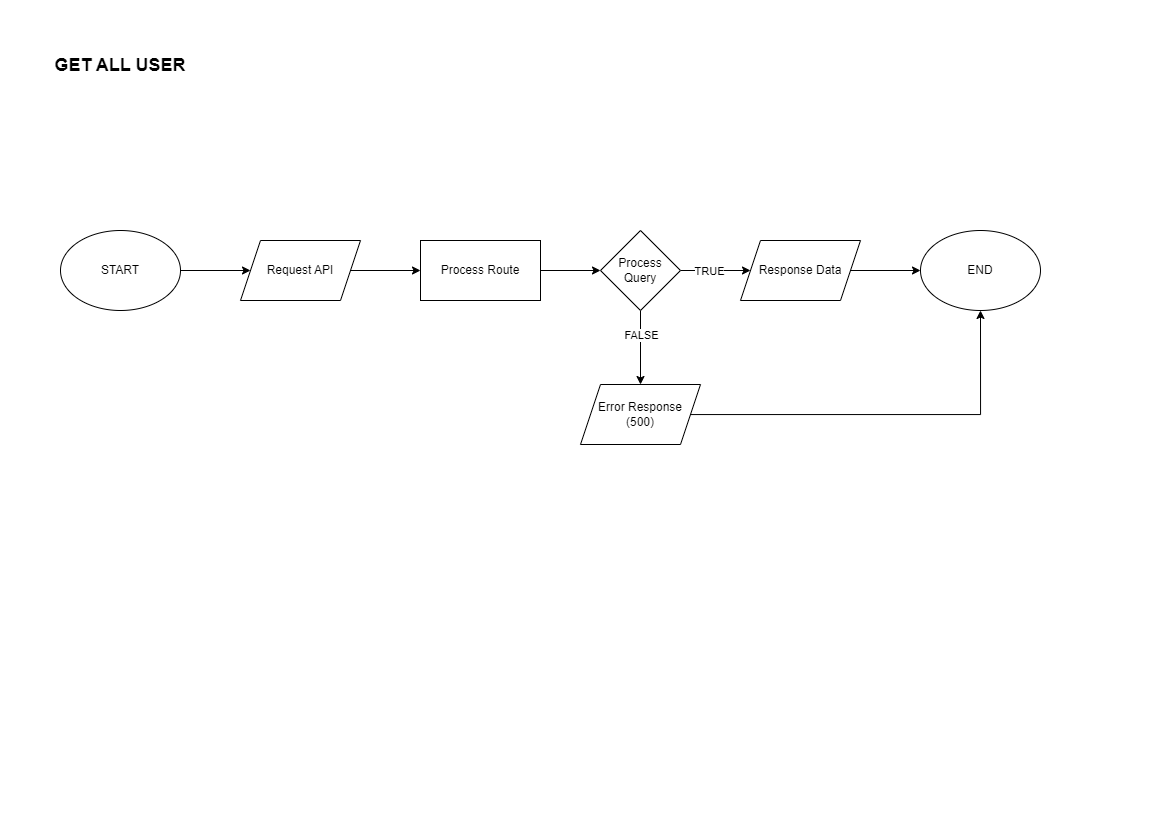 GET ALL USER
START
Request API
Process Route
Process
Query
TRUE
Response Data
END
FALSE
Error Response
(500)